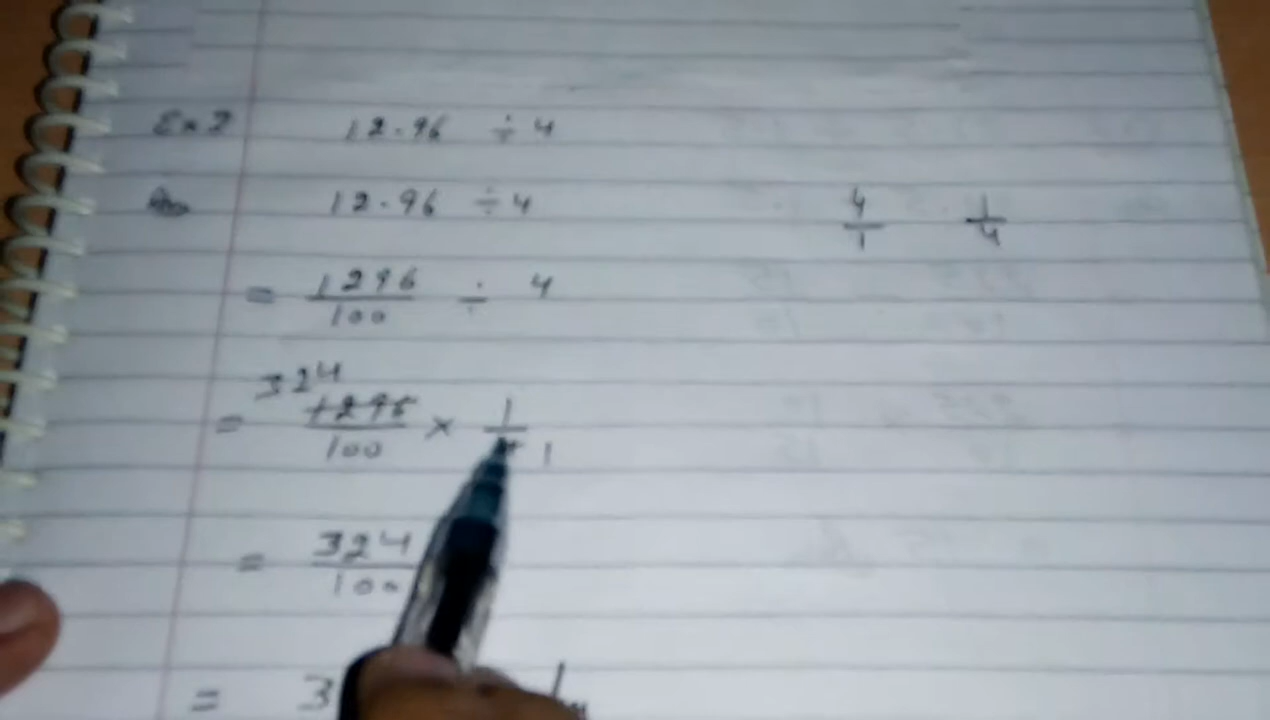 Ex 2 12.96 ÷ 4
Ans 12.96 ÷ 4 4/1 1/4
= 1296/100 ÷ 4
324
= 1296/100 × 1/4 1
= 324/100
= 3